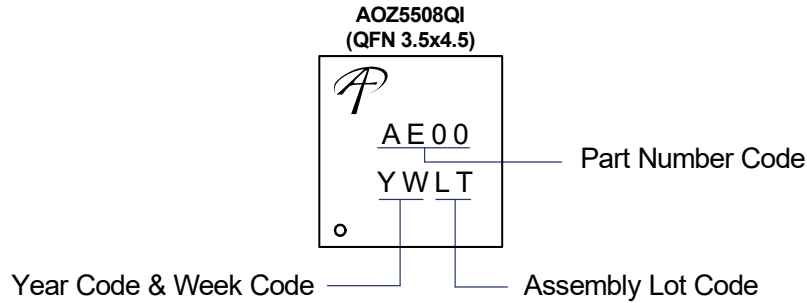 AOZ5508QI
(QFN 3.5x4.5)
AE00
Part Number Code
YWLT
Year Code & Week Code
Assembly Lot Code